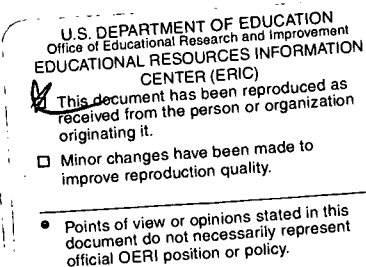 U.S. DEPARTMENT OF EDUCATION
Office of Educational Research and Improvement
EDUCATIONAL RESOURCES INFORMATION
CENTER (ERIC)
This document has been reproduced as
received from the person or organization
originating it.
□ Minor changes have been made to
improve reproduction quality.
● Points of view or opinions stated in this
document do not necessarily represent
official OERI position or policy.